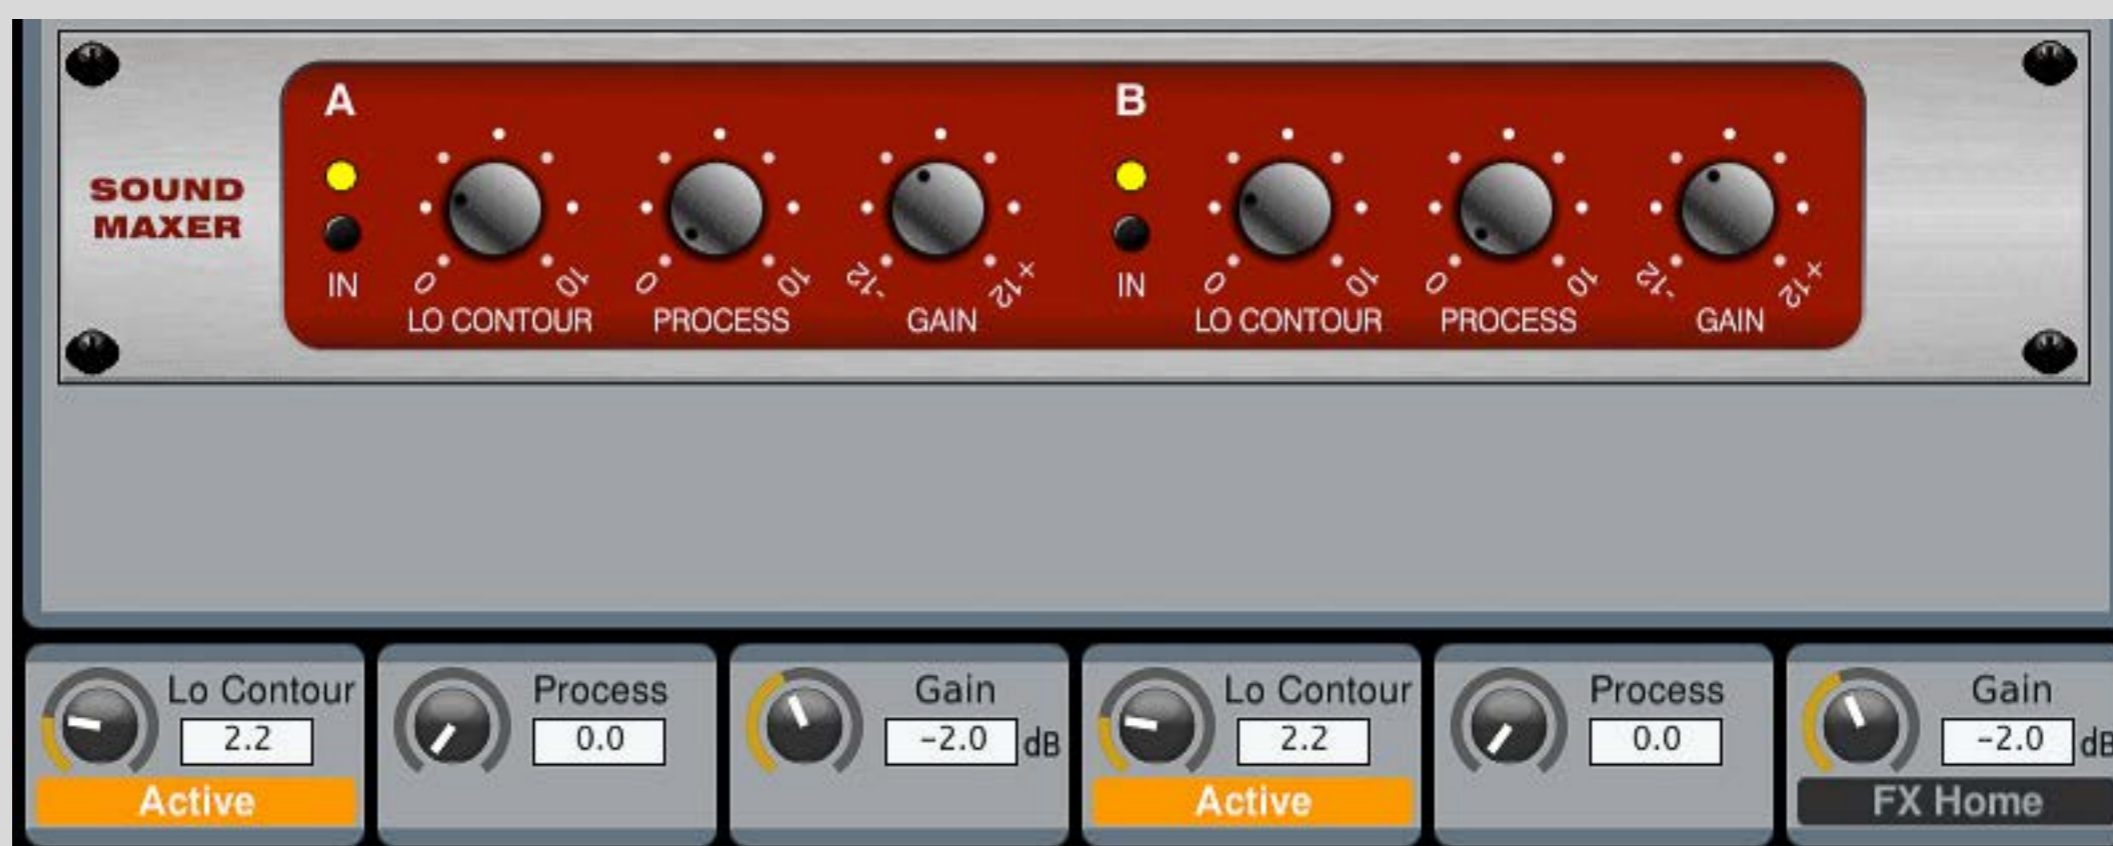 A
B
SOUND
MAXER
IN
0
10
LO CONTOUR
0
10
PROCESS
-12
+12
GAIN
IN
0
10
LO CONTOUR
0
10
PROCESS
-12
+12
GAIN
Lo Contour
2.2
Active
Process
0.0
Gain
-2.0 dB
Lo Contour
2.2
Active
Process
0.0
Gain
-2.0 dB
FX Home